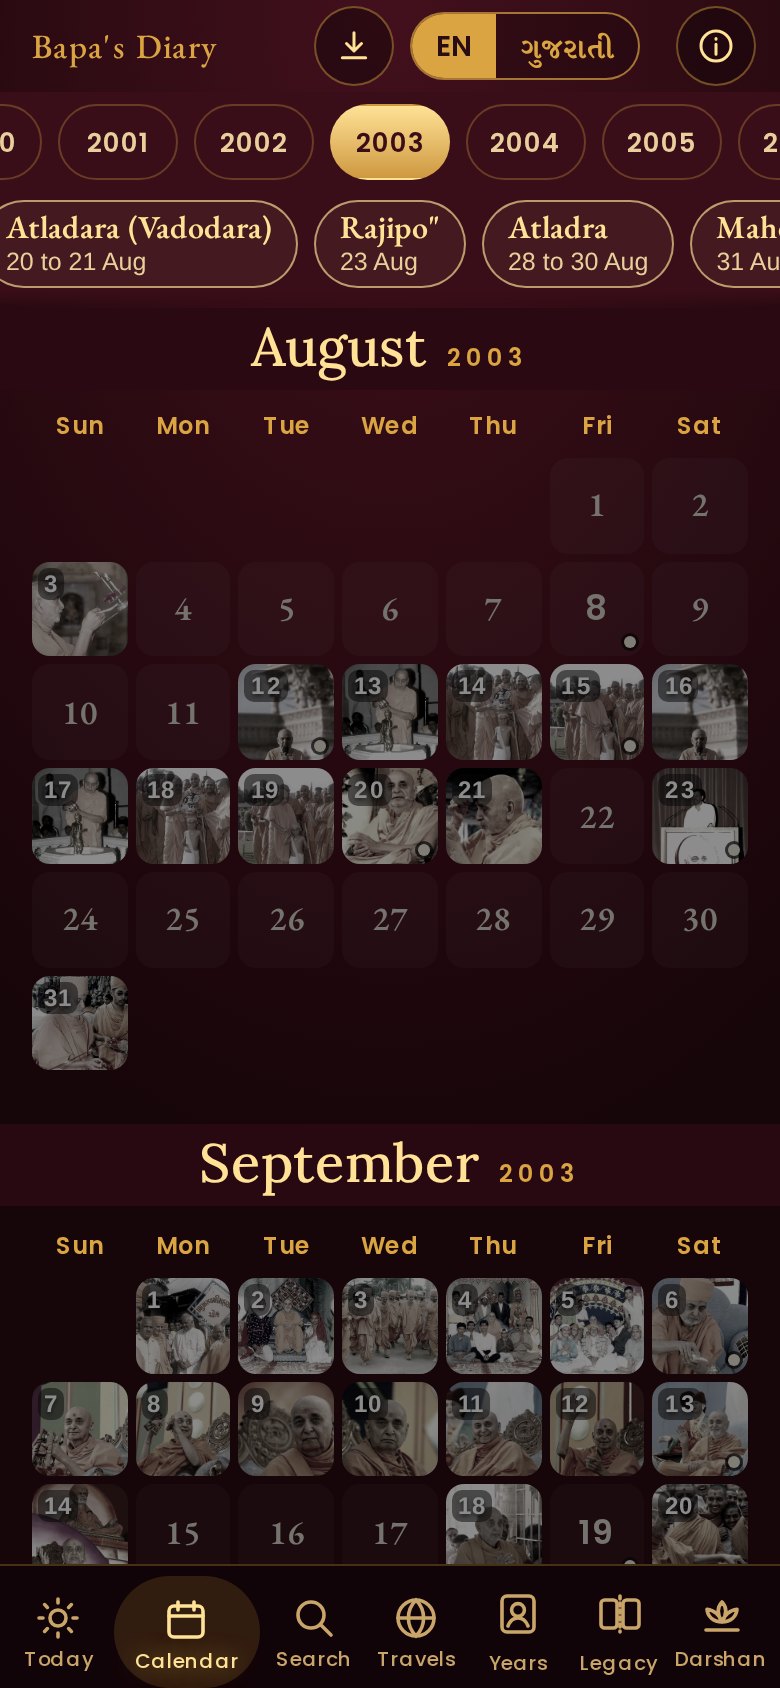 Bapa's Diary
EN ગુજરાતી
0 2001 2002 2003 2004 2005 2
Atladara (Vadodara) Rajipo" Atladra Mah
20 to 21 Aug 23 Aug 28 to 30 Aug 31 Au
August 2003
Sun Mon Tue Wed Thu Fri Sat
1 2
3 4 5 6 7 8 9
10 11 12 13 14 15 16
17 18 19 20 21 22 23
24 25 26 27 28 29 30
31
September 2003
Sun Mon Tue Wed Thu Fri Sat
1 2 3 4 5 6
7 8 9 10 11 12 13
14 15 16 17 18 19 20
Today Calendar Search Travels Years Legacy Darshan